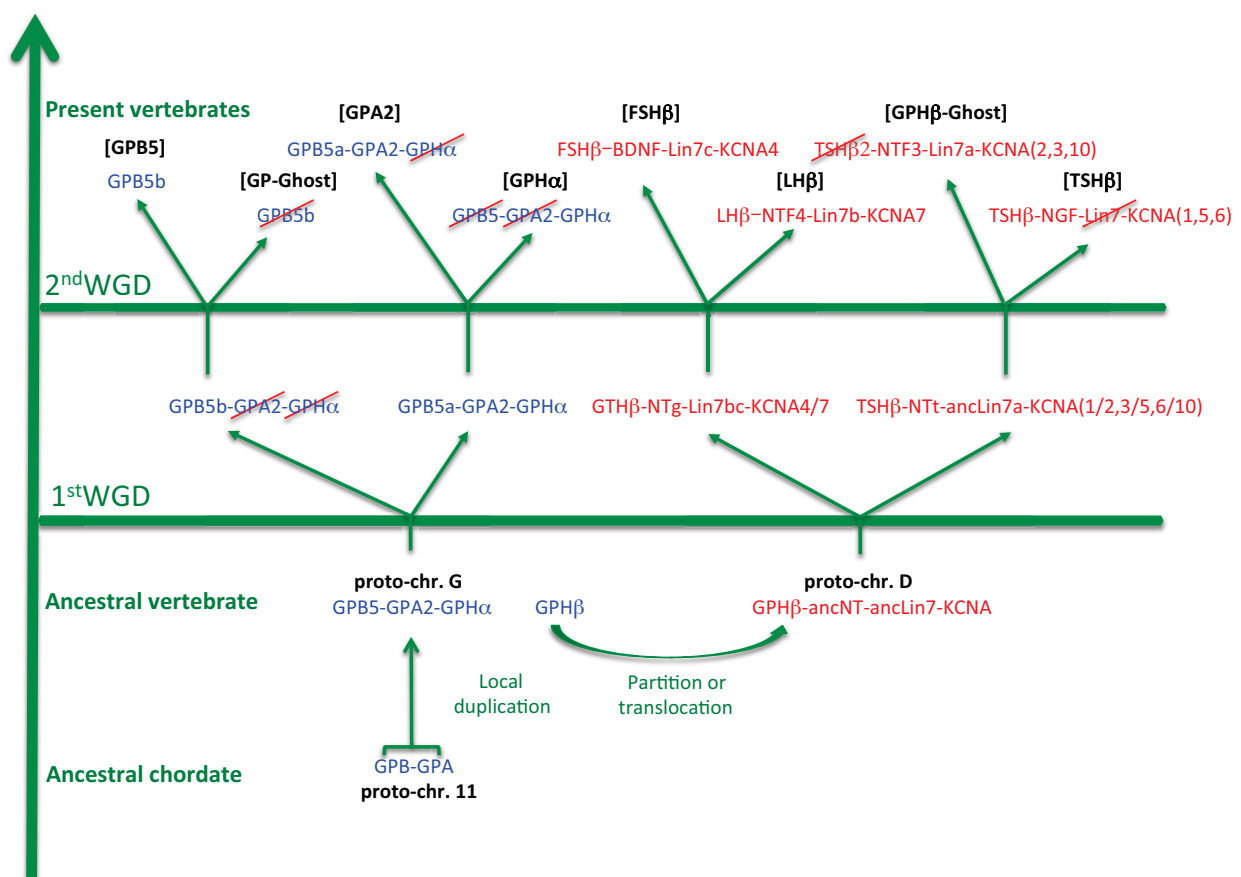 Present vertebrates
[GPA2]
[FSHβ]
[GPHβ-Ghost]
[GPB5]
GPB5a-GPA2-GPHα
FSHβ–BDNF-Lin7c-KCNA4
TSHβ2-NTF3-Lin7a-KCNA(2,3,10)
GPB5b
[GP-Ghost]
[GPHα]
[LHβ]
[TSHβ]
GPB5b
GPB5-GPA2-GPHα
LHβ–NTF4-Lin7b-KCNA7
TSHβ-NGF-Lin7-KCNA(1,5,6)
2nd WGD
GPB5b-GPA2-GPHα
GPB5a-GPA2-GPHα
GTHβ-NTg-Lin7bc-KCNA4/7
TSHβ-NTt-ancLin7a-KCNA(1/2,3/5,6/10)
1st WGD
proto-chr. G
proto-chr. D
Ancestral vertebrate
GPB5-GPA2-GPHα
GPHβ
GPHβ-ancNT-ancLin7-KCNA
Local
duplication
Partition or
translocation
Ancestral chordate
GPB-GPA
proto-chr. 11